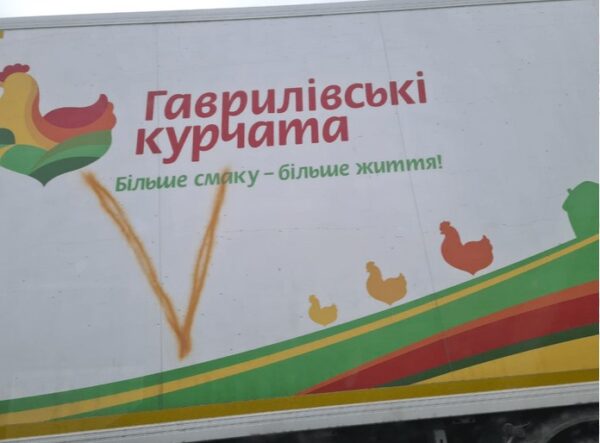 Гаврилівські
курчата
Більше смаку – більше життя!
V